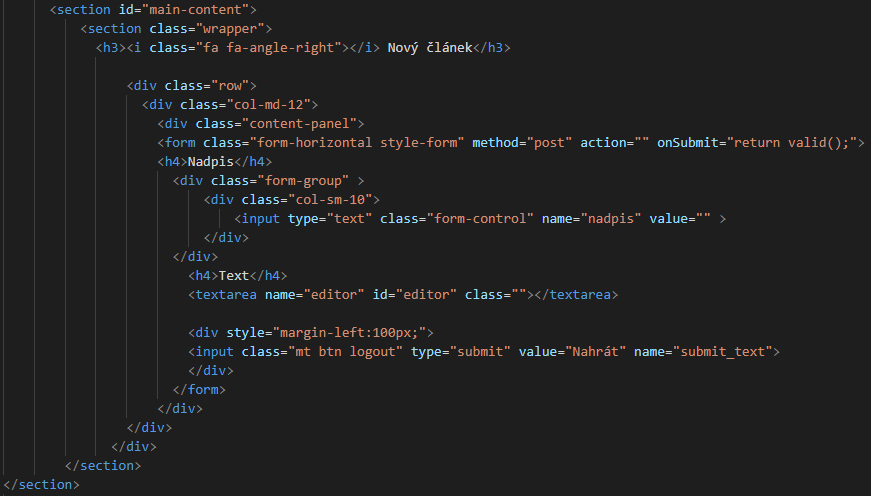 <section id="main-content">
<section class="wrapper">
<h3><i class="fa fa-angle-right"></i> Nový článek</h3>
<div class="row">
<div class="col-md-12">
<div class="content-panel">
<form class="form-horizontal style-form" method="post" action="" onSubmit="return valid();">
<h4>Nadpis</h4>
<div class="form-group" >
<div class="col-sm-10">
<input type="text" class="form-control" name="nadpis" value="" >
</div>
</div>
<h4>Text</h4>
<textarea name="editor" id="editor" class=""></textarea>
<div style="margin-left:100px;">
<input class="mt btn logout" type="submit" value="Nahrát" name="submit_text">
</div>
</form>
</div>
</div>
</div>
</section>
</section>